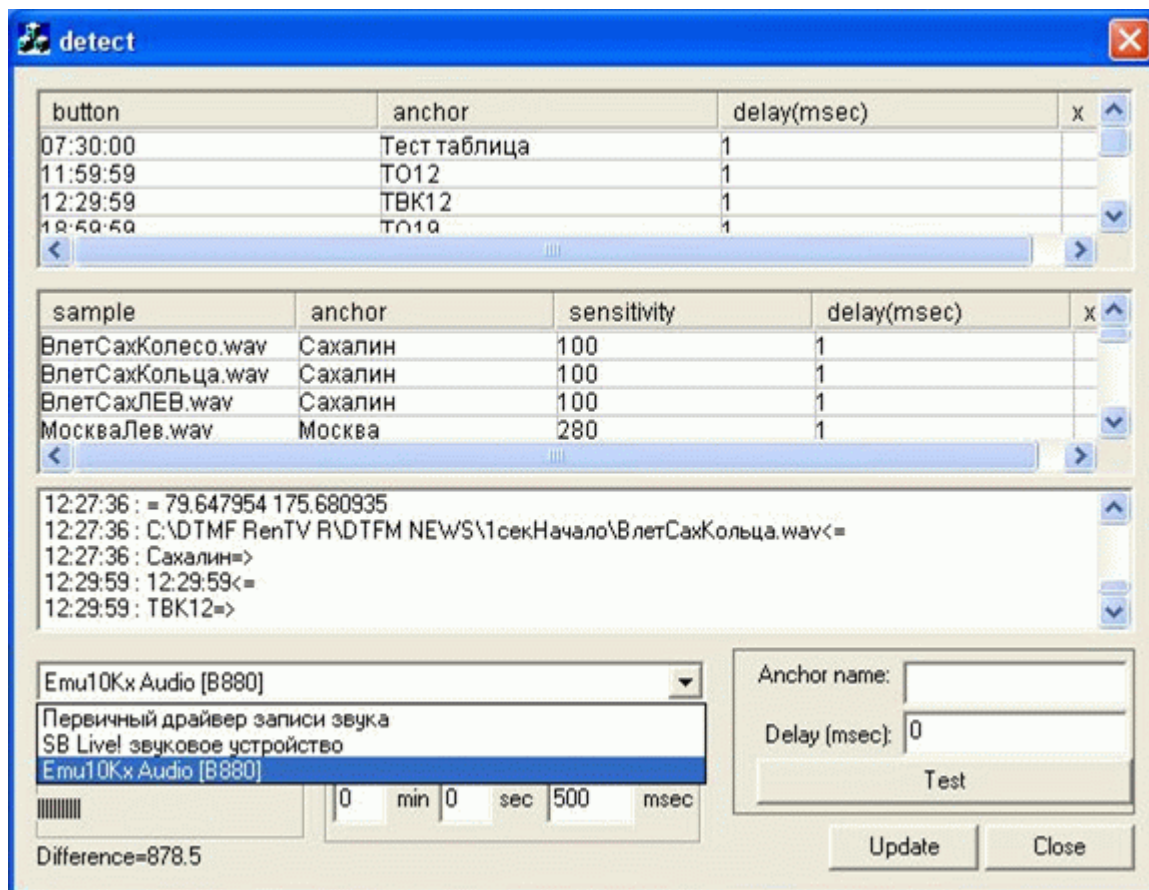 detect
button anchor delay(msec) x
07:30:00 Тест таблица 1
11:59:59 ТО12 1
12:29:59 ТВК12 1
18:59:59 ТО19 1
sample anchor sensitivity delay(msec) x
ВлетСахКолесо.wav Сахалин 100 1
ВлетСахКольца.wav Сахалин 100 1
ВлетСахЛЕВ.wav Сахалин 100 1
МоскваЛев.wav Москва 280 1
12:27:36 : = 79.647954 175.680935
12:27:36 : C:\DTMF RenTV R\DTFM NEWS\1секНачало\ВлетСахКольца.wav<=
12:27:36 : Сахалин=>
12:29:59 : 12:29:59<=
12:29:59 : ТВК12=>
Emu10Kx Audio [B880]
Первичный драйвер записи звука
SB Live! звуковое устройство
Emu10Kx Audio [B880]
0 min 0 sec 500 msec
Difference=878.5
Anchor name:
Delay (msec): 0
Test
Update Close